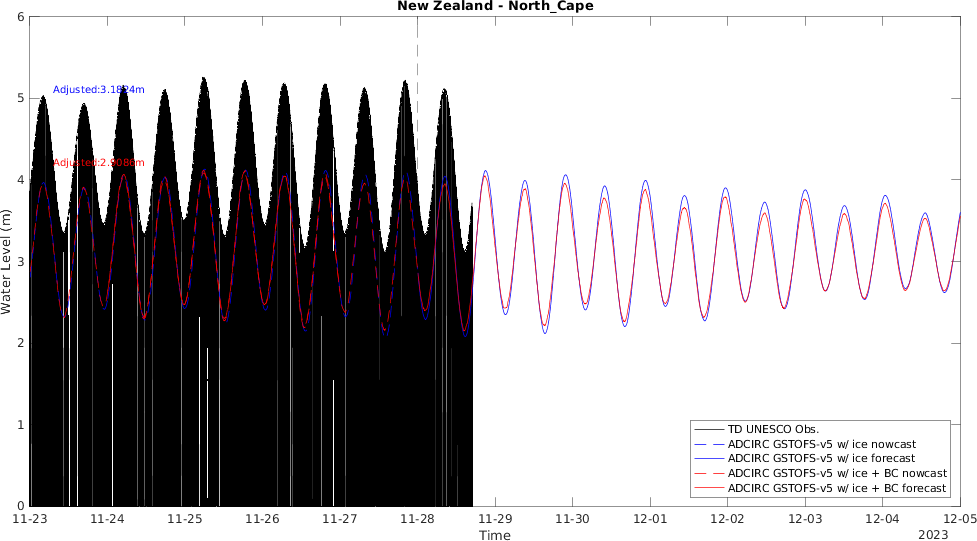 New Zealand - North_Cape
Water Level (m)
6
5
4
3
2
1
0
Adjusted:3.1824m
11-23
11-24
11-25
11-26
11-27
11-28
11-29
11-30
12-01
12-02
12-03
12-04
12-05
Time
2023
TD UNESCO Obs.
ADCIRC GSTOFS-v5 w/ ice nowcast
ADCIRC GSTOFS-v5 w/ ice forecast
ADCIRC GSTOFS-v5 w/ ice + BC nowcast
ADCIRC GSTOFS-v5 w/ ice + BC forecast